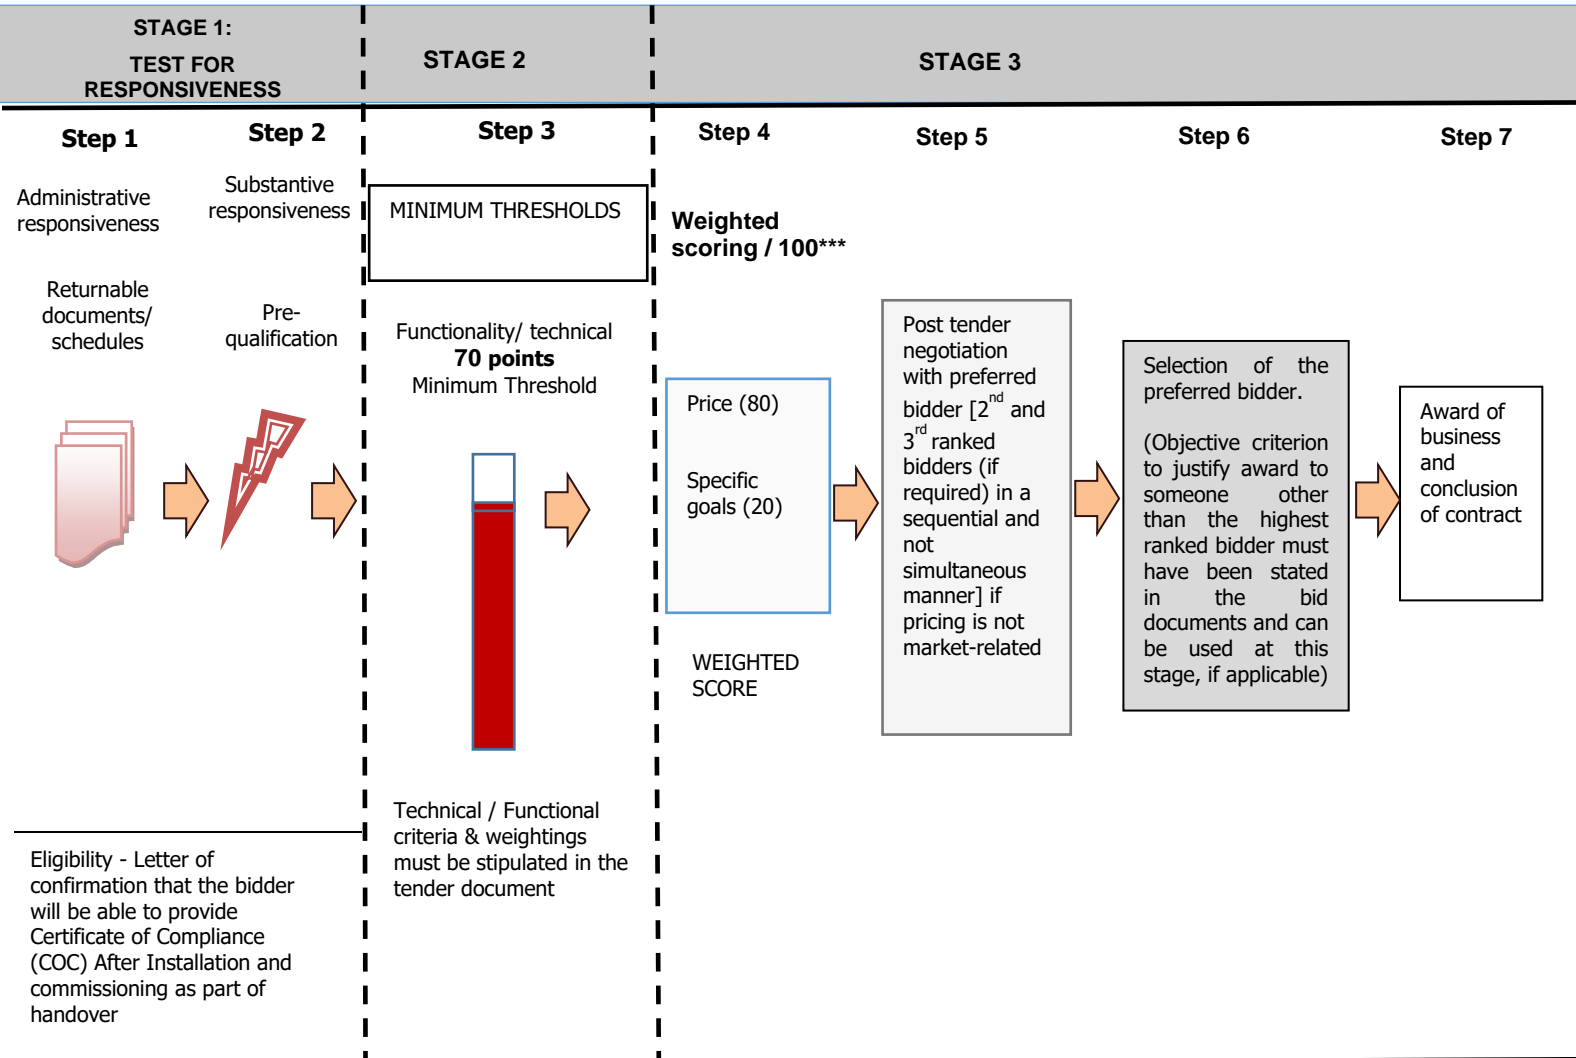 STAGE 1:
TEST FOR
RESPONSIVENESS
STAGE 2
STAGE 3
Step 1
Step 2
Step 3
Step 4
Step 5
Step 6
Step 7
Administrative
responsiveness
Returnable
documents/
schedules
Substantive
responsiveness
Pre-
qualification
Eligibility - Letter of
confirmation that the bidder
will be able to provide
Certificate of Compliance
(COC) After Installation and
commissioning as part of
handover
MINIMUM THRESHOLDS
Functionality/ technical
70 points
Minimum Threshold
Technical / Functional
criteria & weightings
must be stipulated in the
tender document
Weighted
scoring / 100***
Price (80)
Specific
goals (20)
WEIGHTED
SCORE
Post tender
negotiation
with preferred
bidder [2nd and
3rd ranked
bidders (if
required) in a
sequential and
not
simultaneous
manner] if
pricing is not
market-related
Selection of the
preferred bidder.
(Objective criterion
to justify award to
someone other
than the highest
ranked bidder must
have been stated
in the bid
documents and can
be used at this
stage, if applicable)
Award of
business
and
conclusion
of contract